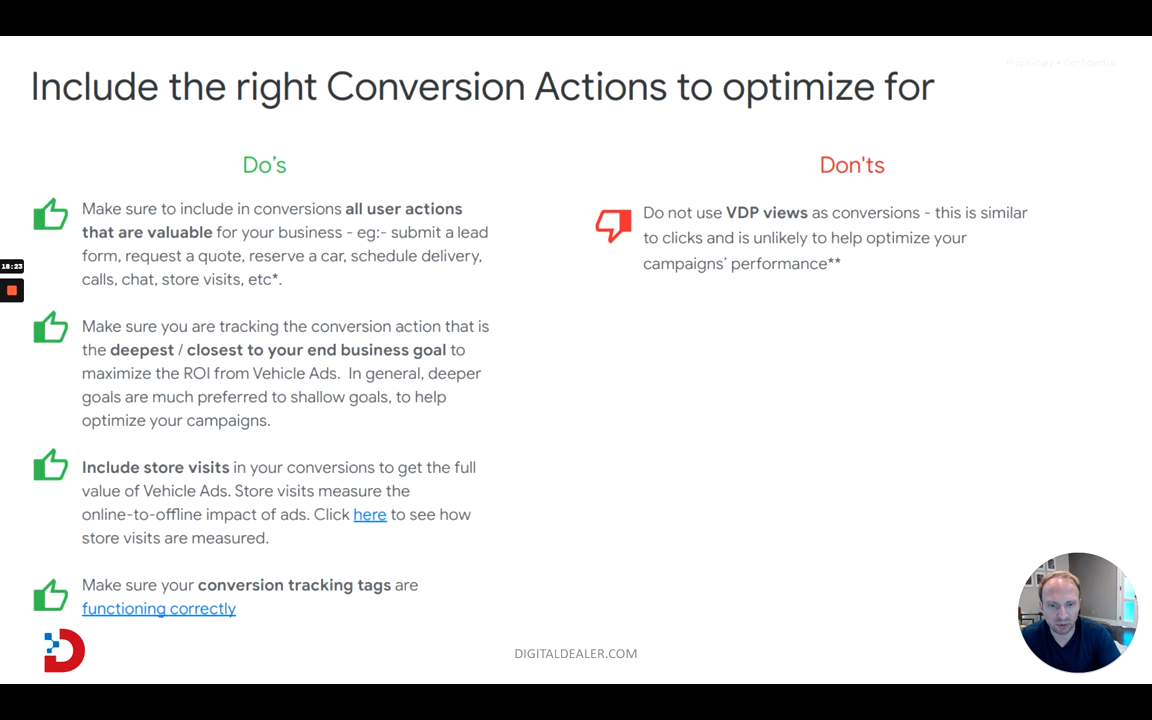 Proprietary + Confidential
Include the right Conversion Actions to optimize for
Do’s
Make sure to include in conversions all user actions
that are valuable for your business - eg:- submit a lead
form, request a quote, reserve a car, schedule delivery,
calls, chat, store visits, etc*.
Make sure you are tracking the conversion action that is
the deepest / closest to your end business goal to
maximize the ROI from Vehicle Ads. In general, deeper
goals are much preferred to shallow goals, to help
optimize your campaigns.
Include store visits in your conversions to get the full
value of Vehicle Ads. Store visits measure the
online-to-offline impact of ads. Click here to see how
store visits are measured.
Make sure your conversion tracking tags are
functioning correctly
Don'ts
Do not use VDP views as conversions - this is similar
to clicks and is unlikely to help optimize your
campaigns’ performance**
18:23
D
DIGITALDEALER.COM